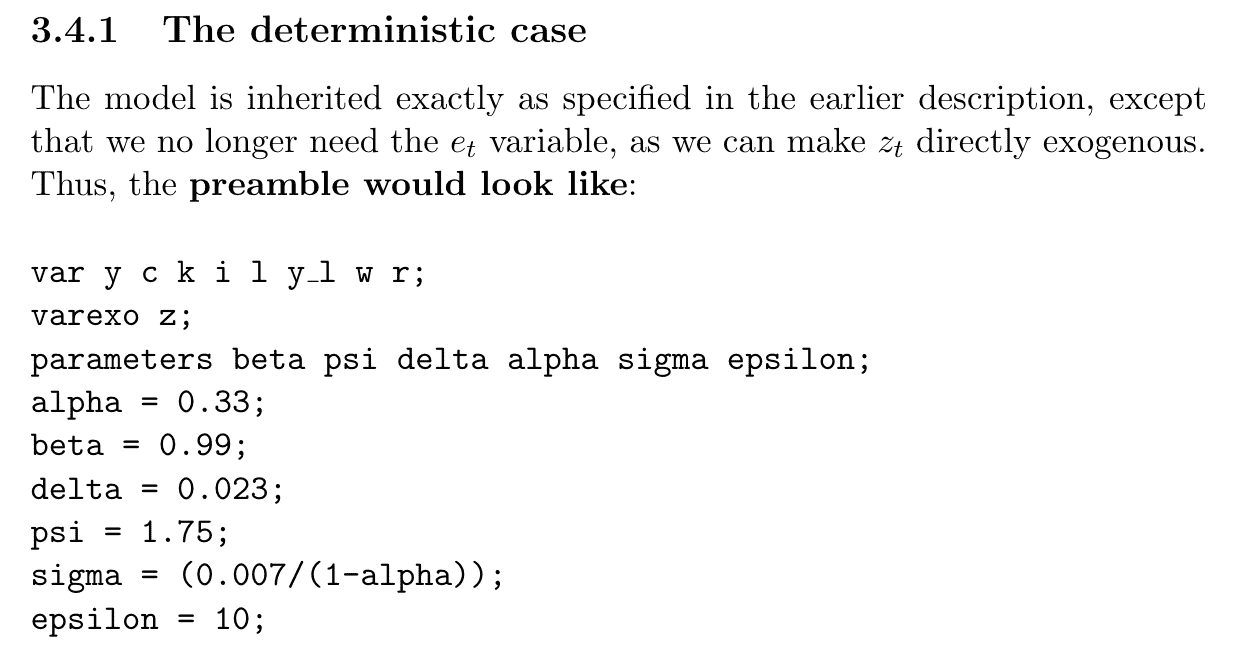 3.4.1 The deterministic case
The model is inherited exactly as specified in the earlier description, except
that we no longer need the e_t variable, as we can make z_t directly exogenous.
Thus, the preamble would look like:
var y c k i l y_l w r;
varexo z;
parameters beta psi delta alpha sigma epsilon;
alpha = 0.33;
beta = 0.99;
delta = 0.023;
psi = 1.75;
sigma = (0.007/(1-alpha));
epsilon = 10;